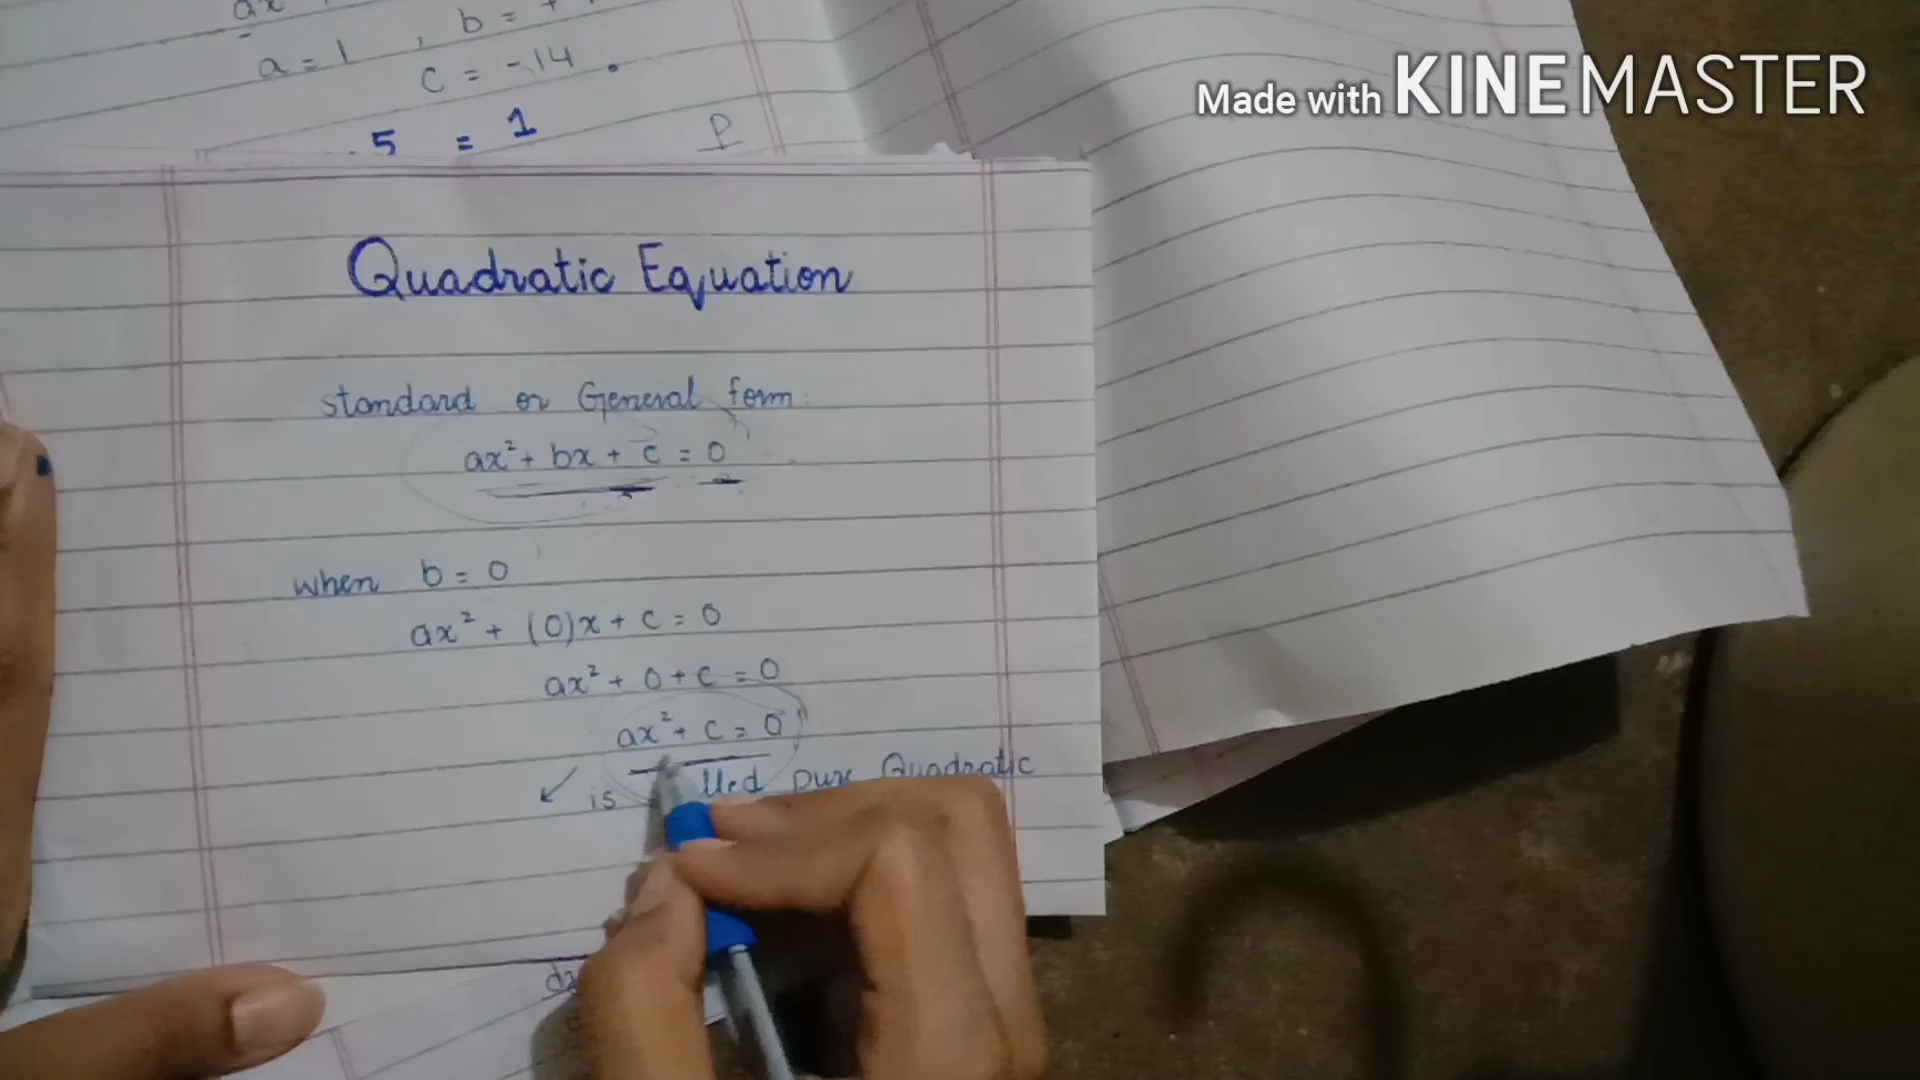 Made with KINEMASTER
a = 1 , b = +
c = -14 .
5 = 1
P
Quadratic Equation
standard or General form:
ax² + bx + c = 0
when b = 0
ax² + (0)x + c = 0
ax² + 0 + c = 0
ax² + c = 0
is pure Quadratic